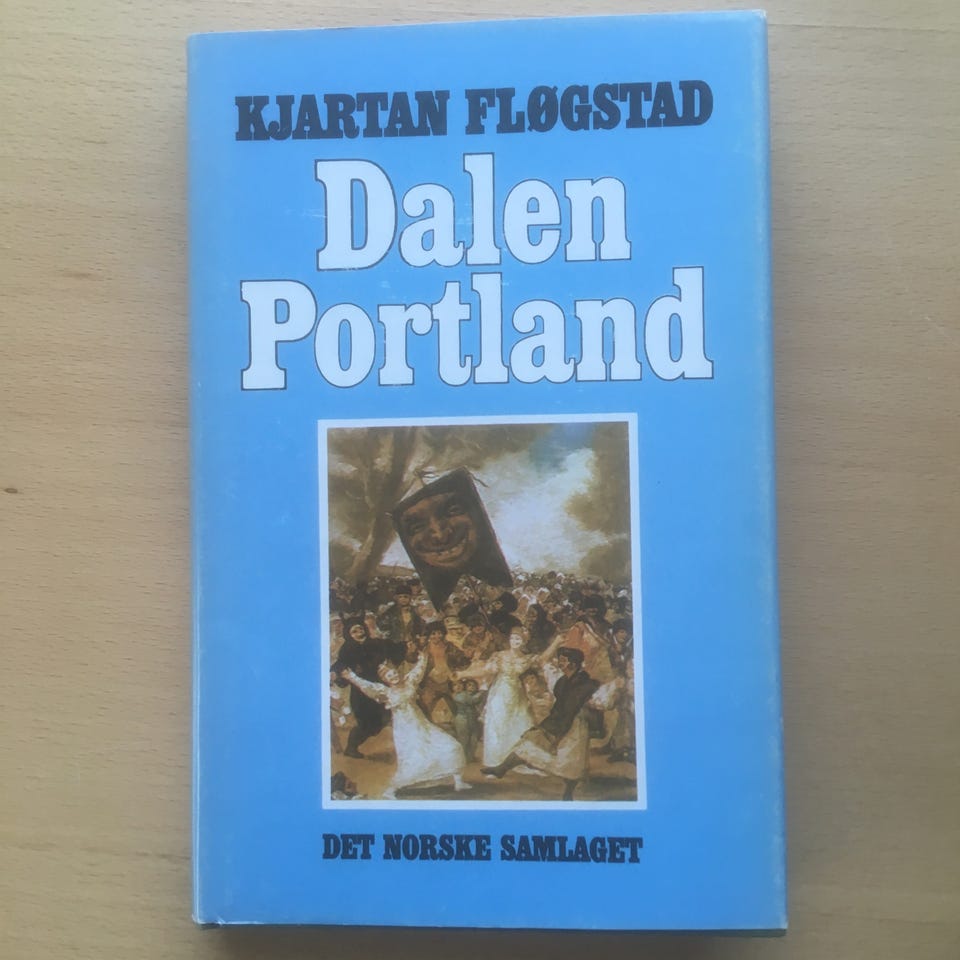 KJARTAN FLØGSTAD
Dalen
Portland
DET NORSKE SAMLAGET